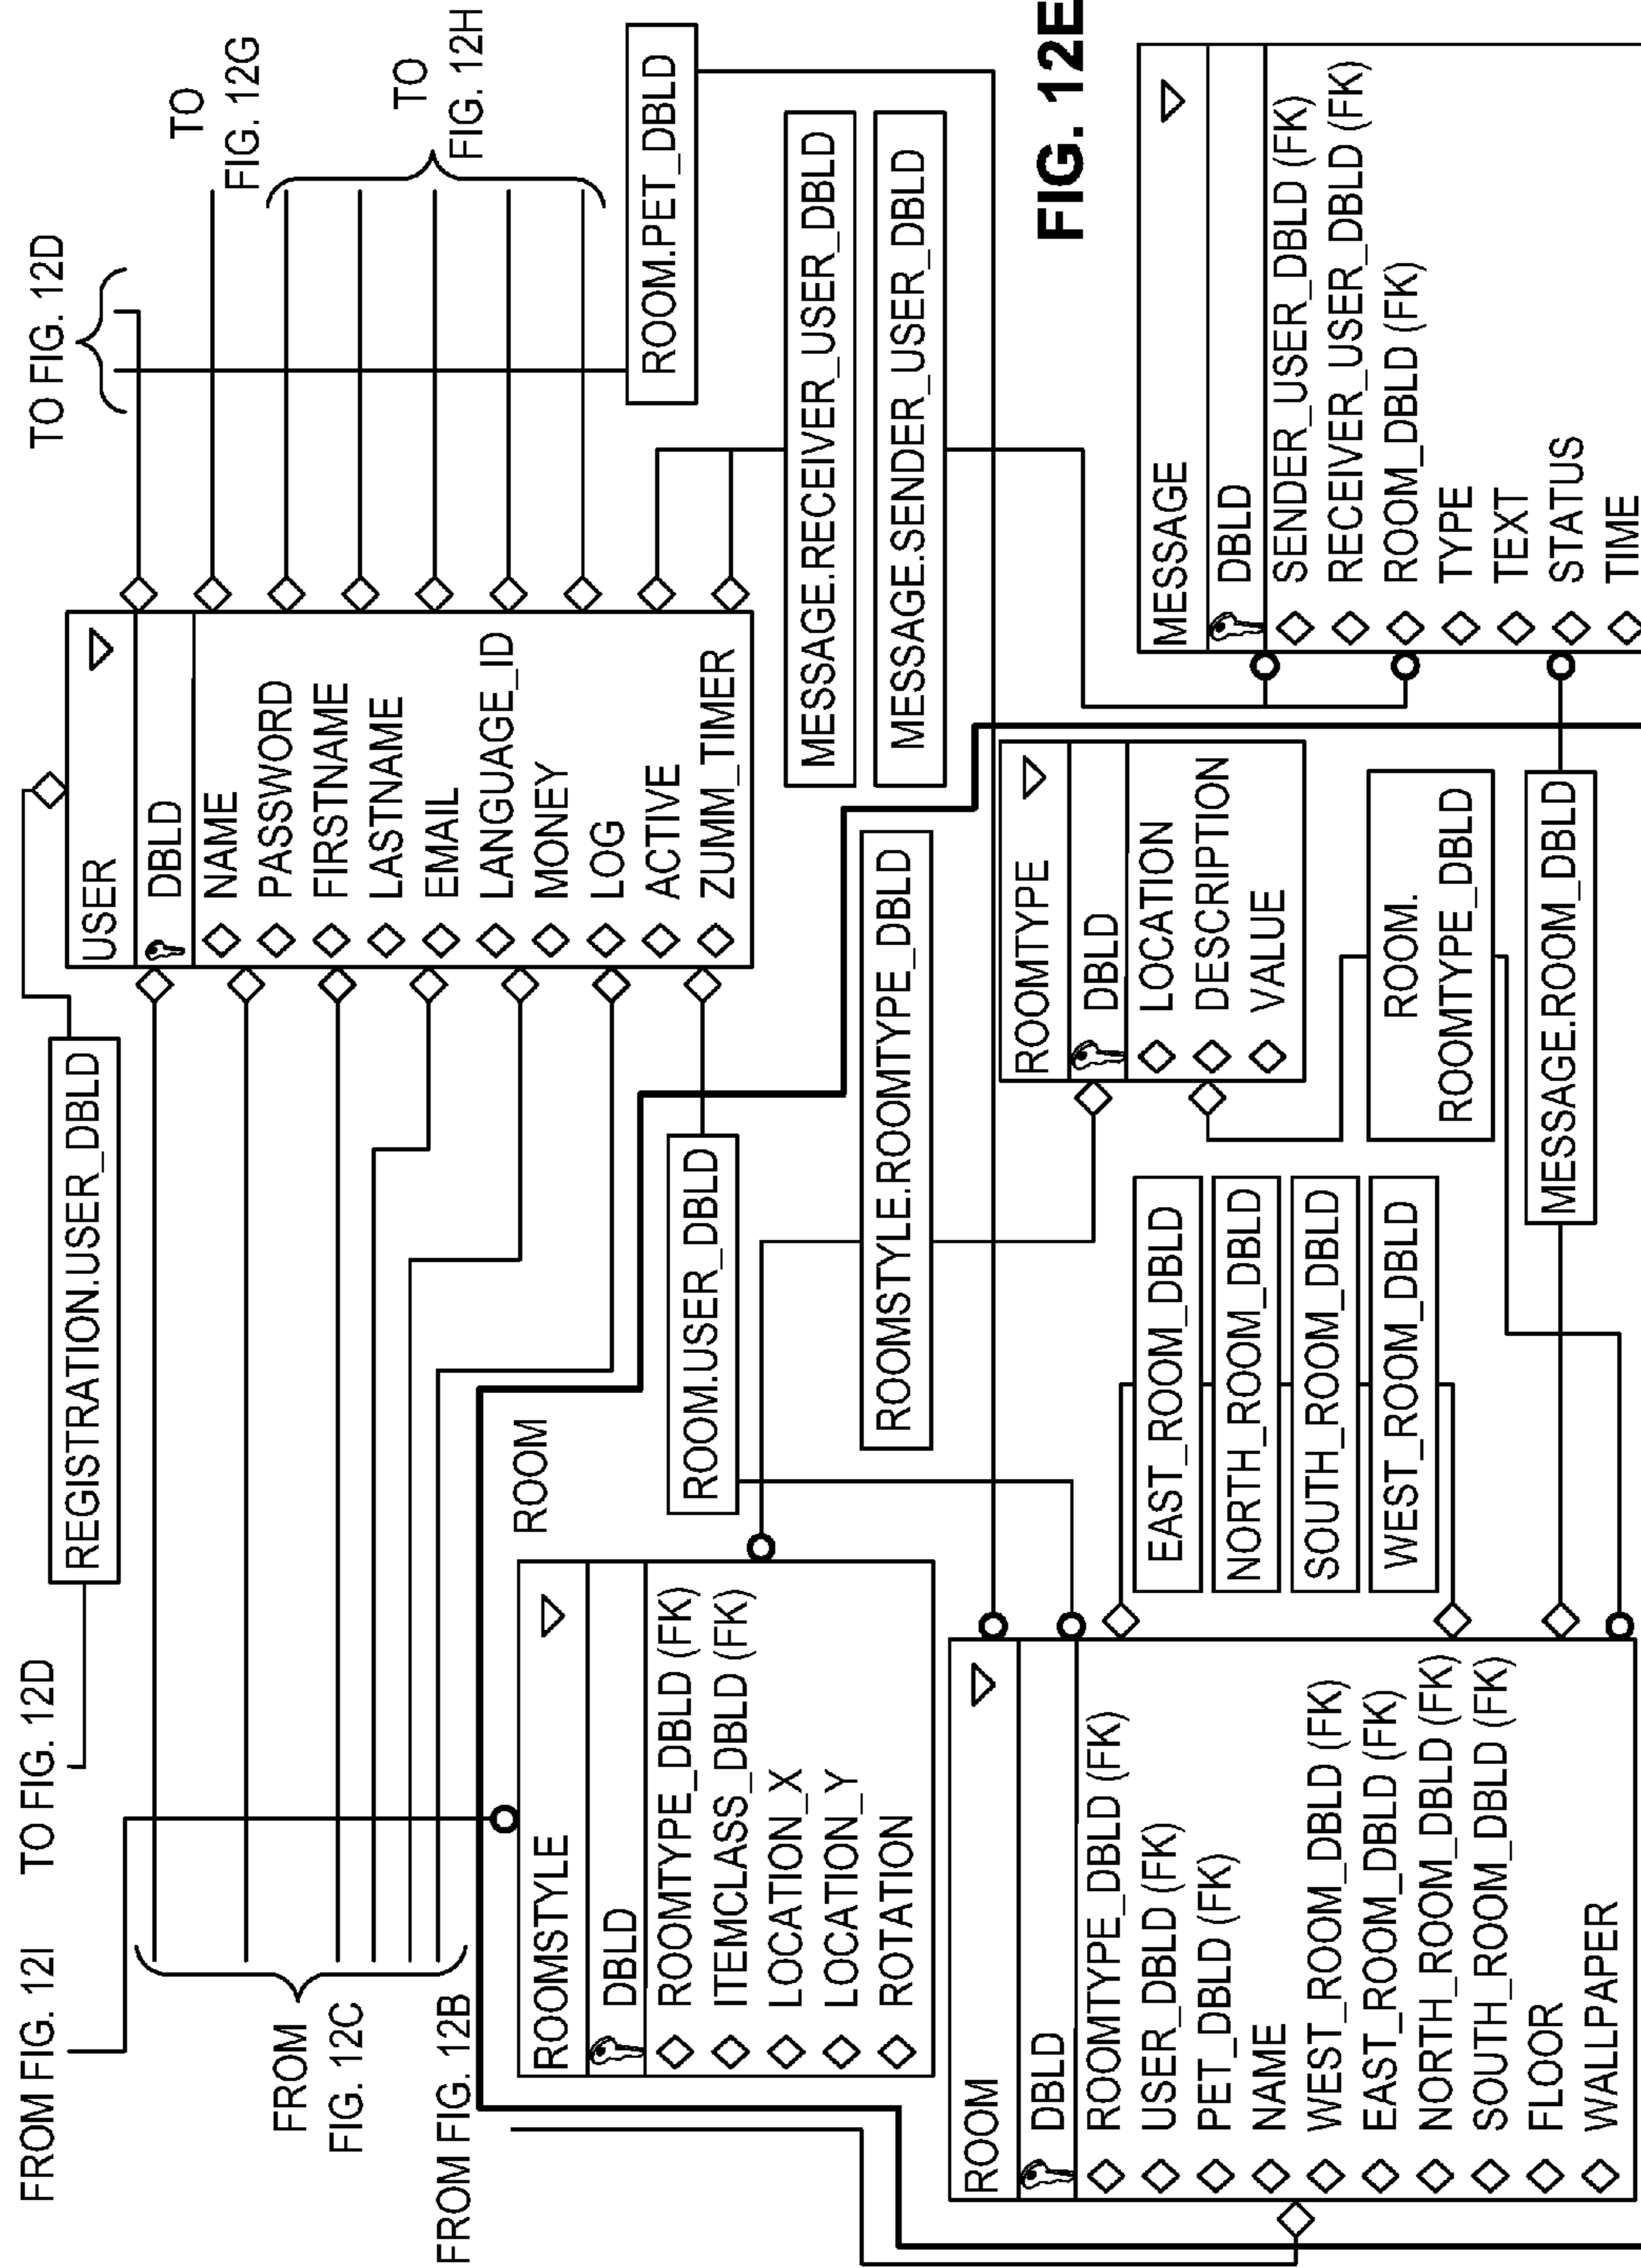 FROM FIG. 12I
TO FIG. 12D
REGISTRATION.USER_DBLD
TO FIG. 12D
TO
FIG. 12G
TO
FIG. 12H
FROM
FIG. 12C
FROM FIG. 12B
USER
DBLD
NAME
PASSWORD
FIRSTNAME
LASTNAME
EMAIL
LANGUAGE_ID
MONEY
LOG
ACTIVE
ZUMM_TIMER
ROOM.PET_DBLD
ROOM
ROOMSTYLE
DBLD
ROOMTYPE_DBLD (FK)
ITEMCLASS_DBLD (FK)
LOCATION_X
LOCATION_Y
ROTATION
ROOM.USER_DBLD
MESSAGE.RECEIVER_USER_DBLD
MESSAGE.SENDER_USER_DBLD
ROOMSTYLE.ROOMTYPE_DBLD
FIG. 12E
ROOM
DBLD
ROOMTYPE_DBLD (FK)
USER_DBLD (FK)
PET_DBLD (FK)
NAME
WEST_ROOM_DBLD (FK)
EAST_ROOM_DBLD (FK)
NORTH_ROOM_DBLD (FK)
SOUTH_ROOM_DBLD (FK)
FLOOR
WALLPAPER
EAST_ROOM_DBLD
NORTH_ROOM_DBLD
SOUTH_ROOM_DBLD
WEST_ROOM_DBLD
ROOMTYPE
DBLD
LOCATION
DESCRIPTION
VALUE
ROOM.
ROOMTYPE_DBLD
MESSAGE.ROOM_DBLD
MESSAGE
DBLD
SENDER_USER_DBLD (FK)
RECEIVER_USER_DBLD (FK)
ROOM_DBLD (FK)
TYPE
TEXT
STATUS
TIME